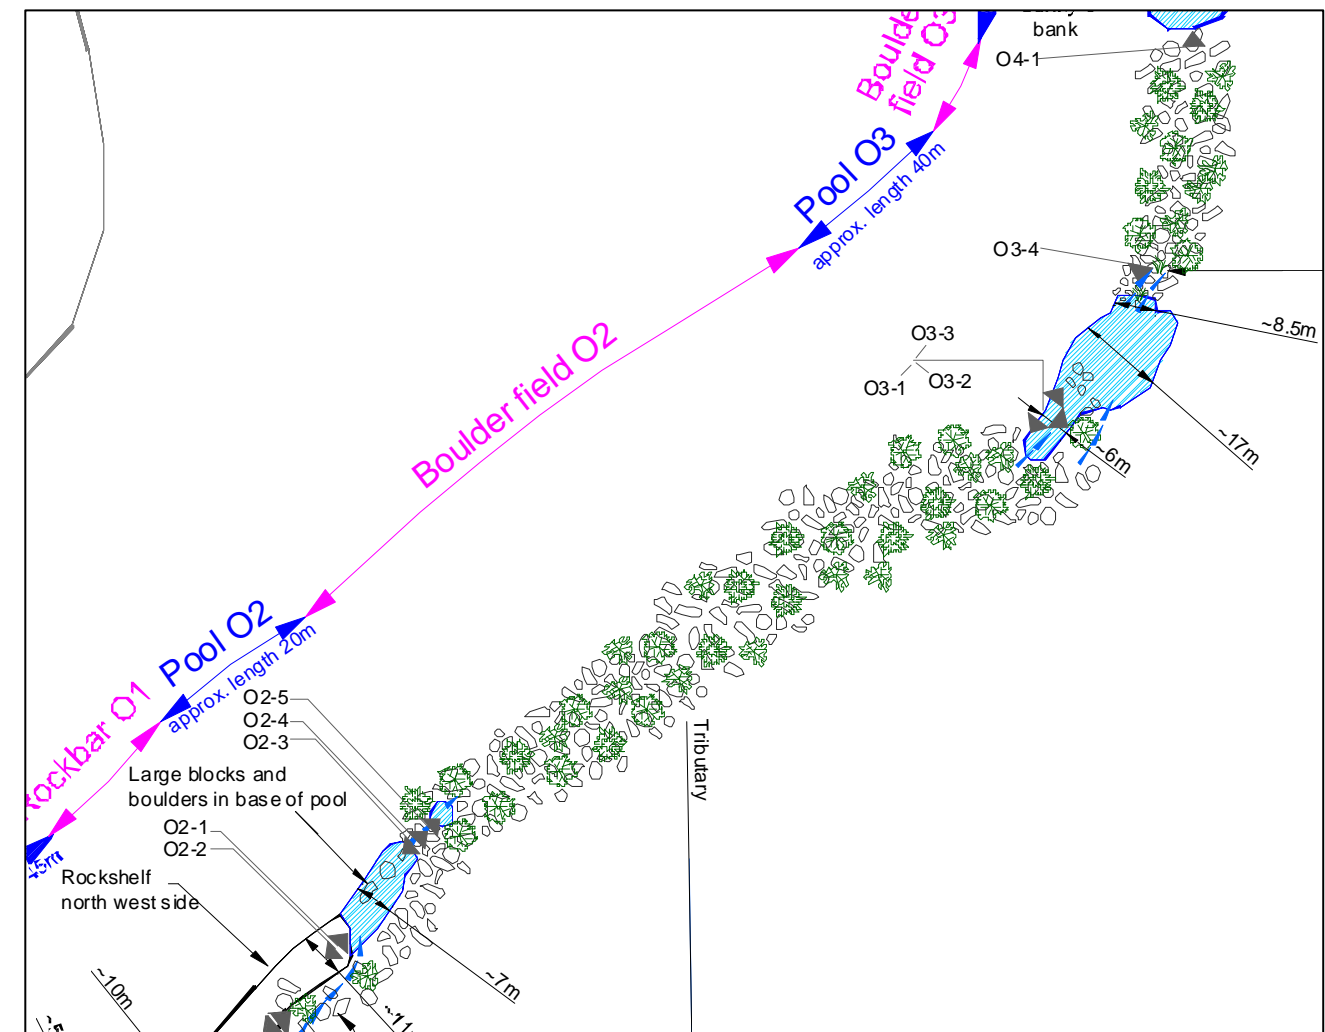 bank
O4-1
Boulde
field O3
Pool O3
approx. length 40m
O3-4
~8.5m
O3-3
O3-1
O3-2
~17m
~6m
Boulder field O2
Pool O2
approx. length 20m
Rockbar O1
O2-5
O2-4
O2-3
Tributary
Large blocks and
boulders in base of pool
O2-1
O2-2
45m
Rockshelf
north west side
~7m
~10m
~11